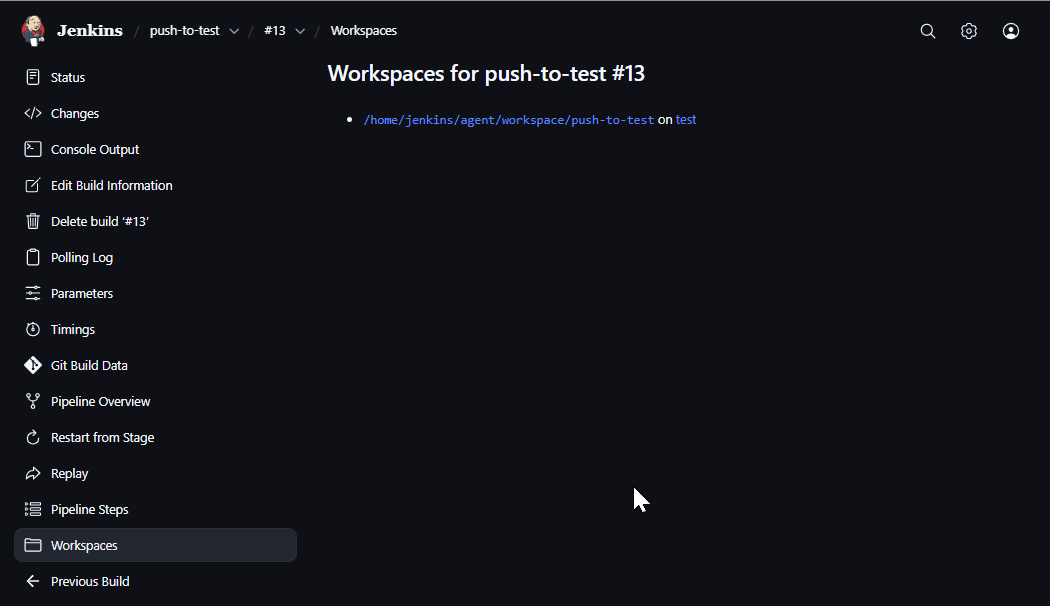 Jenkins / push-to-test / #13 / Workspaces
Workspaces for push-to-test #13
/home/jenkins/agent/workspace/push-to-test on test
Status
Changes
Console Output
Edit Build Information
Delete build ‘#13’
Polling Log
Parameters
Timings
Git Build Data
Pipeline Overview
Restart from Stage
Replay
Pipeline Steps
Workspaces
Previous Build